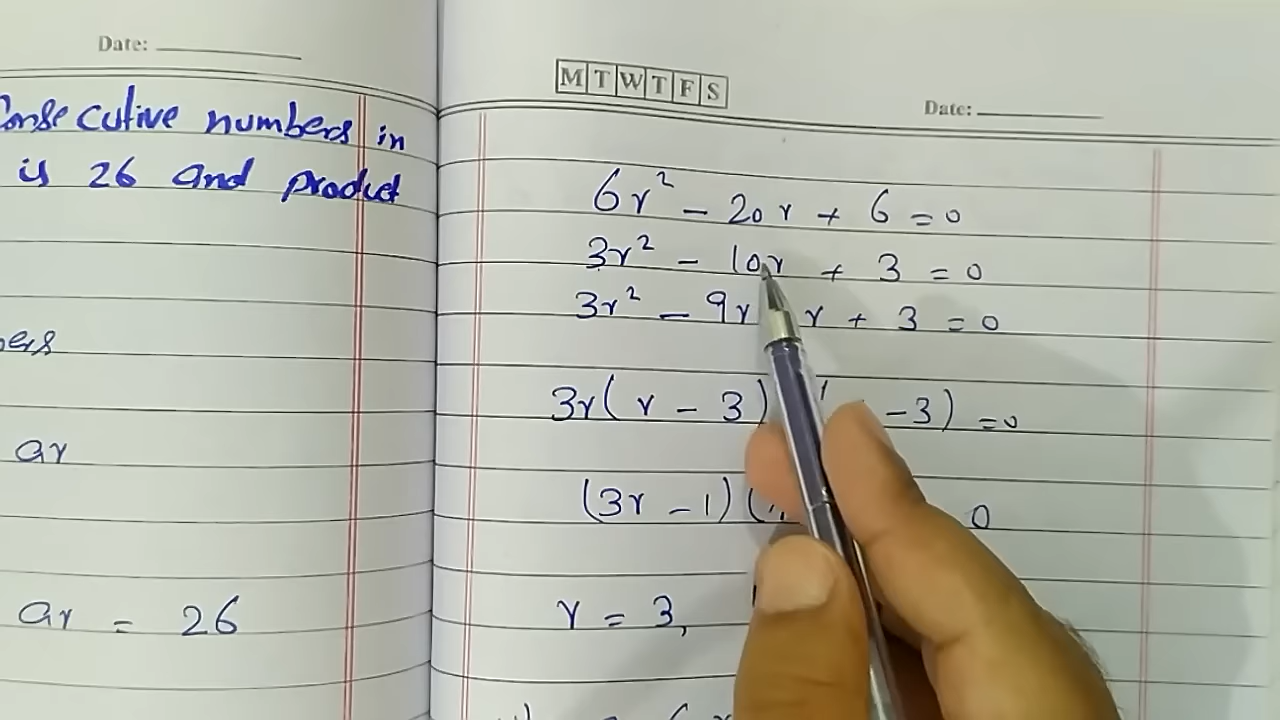 Date:
Consecutive numbers in
is 26 and product
ar
ar = 26
M T W T F S
Date:
6r² - 20r + 6 = 0
3r² - 10r + 3 = 0
3r² - 9r r + 3 = 0
3r(r - 3) -3) = 0
(3r - 1)( 0
r = 3,